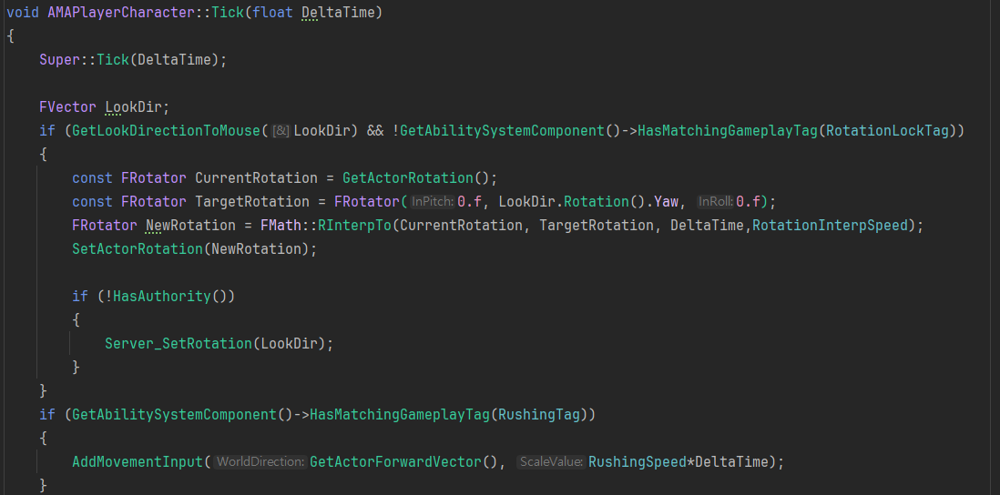 void AMAPlayerCharacter::Tick(float DeltaTime)
{
    Super::Tick(DeltaTime);

    FVector LookDir;
    if (GetLookDirectionToMouse([&]LookDir) && !GetAbilitySystemComponent()->HasMatchingGameplayTag(RotationLockTag))
    {
        const FRotator CurrentRotation = GetActorRotation();
        const FRotator TargetRotation = FRotator(InPitch:0.f, LookDir.Rotation().Yaw, InRoll:0.f);
        FRotator NewRotation = FMath::RInterpTo(CurrentRotation, TargetRotation, DeltaTime,RotationInterpSpeed);
        SetActorRotation(NewRotation);

        if (!HasAuthority())
        {
            Server_SetRotation(LookDir);
        }
    }
    if (GetAbilitySystemComponent()->HasMatchingGameplayTag(RushingTag))
    {
        AddMovementInput(WorldDirection:GetActorForwardVector(), ScaleValue:RushingSpeed*DeltaTime);
    }